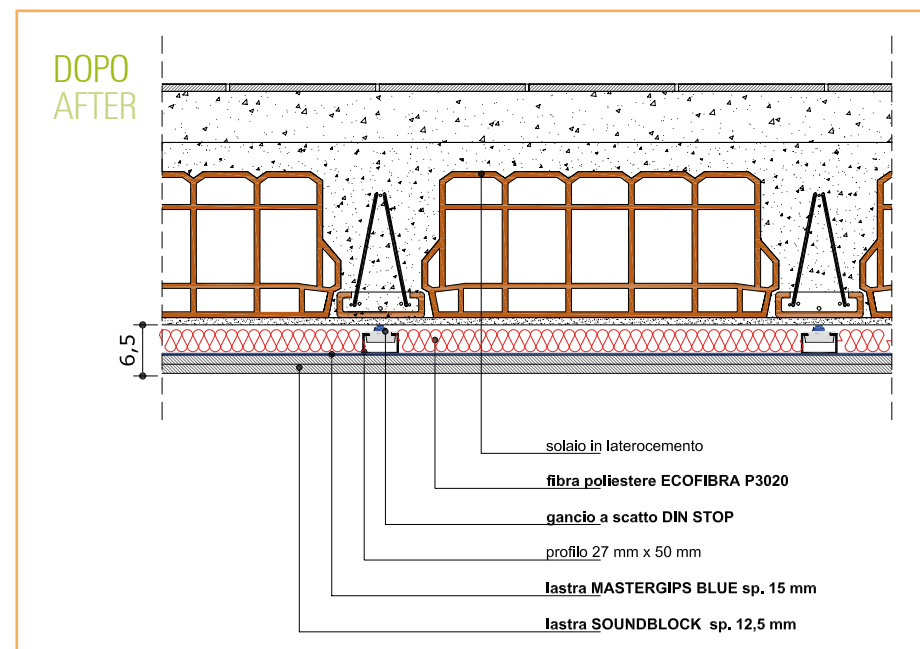 DOPO
AFTER
6,5
solaio in laterocemento
fibra poliestere ECOFIBRA P3020
gancio a scatto DIN STOP
profilo 27 mm x 50 mm
lastra MASTERGIPS BLUE sp. 15 mm
lastra SOUNDBLOCK sp. 12,5 mm